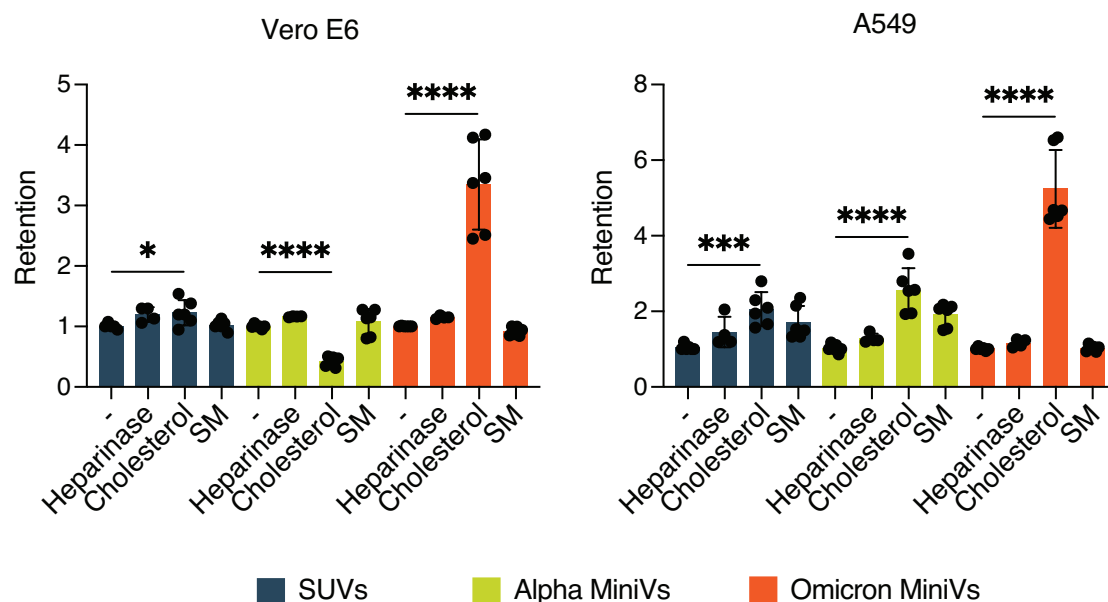 Vero E6
5
4
3
2
1
0
Retention
*
****
****
-
Heparinase
Cholesterol
SM
-
Heparinase
Cholesterol
SM
-
Heparinase
Cholesterol
SM
A549
8
6
4
2
0
Retention
***
****
****
-
Heparinase
Cholesterol
SM
-
Heparinase
Cholesterol
SM
-
Heparinase
Cholesterol
SM
SUVs Alpha MiniVs Omicron MiniVs